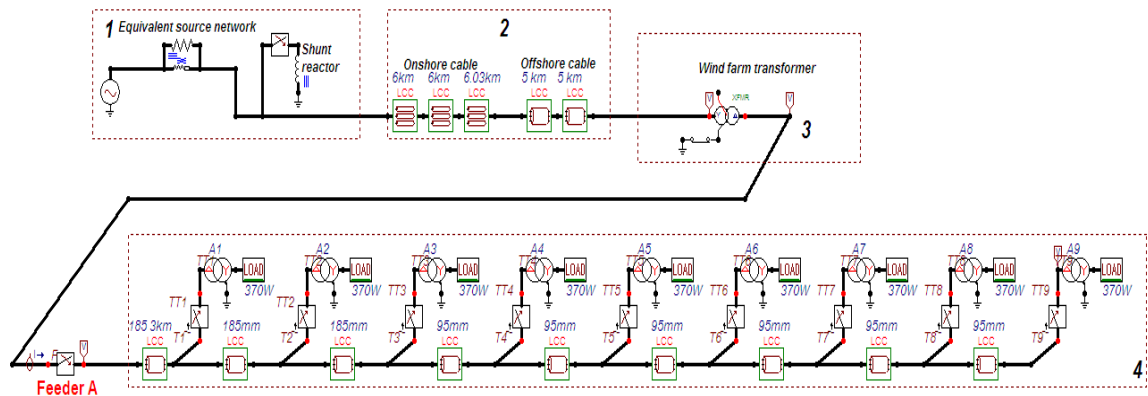 1 Equivalent source network
Shunt
reactor
2
Onshore cable Offshore cable
6km 6km 6.03km 5 km 5 km
LCC LCC LCC LCC LCC
Wind farm transformer
V XFMR V
Y
3
A1 A2 A3 A4 A5 A6 A7 A8 A9
V
LOAD LOAD LOAD LOAD LOAD LOAD LOAD LOAD LOAD
370W 370W 370W 370W 370W 370W 370W 370W 370W
TT1 TT2 TT3 TT4 TT5 TT6 TT7 TT8 TT9
T1 T2 T3 T4 T5 T6 T7 T8 T9
185 3km 185mm 185mm 95mm 95mm 95mm 95mm 95mm 95mm
LCC LCC LCC LCC LCC LCC LCC LCC LCC
I V
Feeder A
4